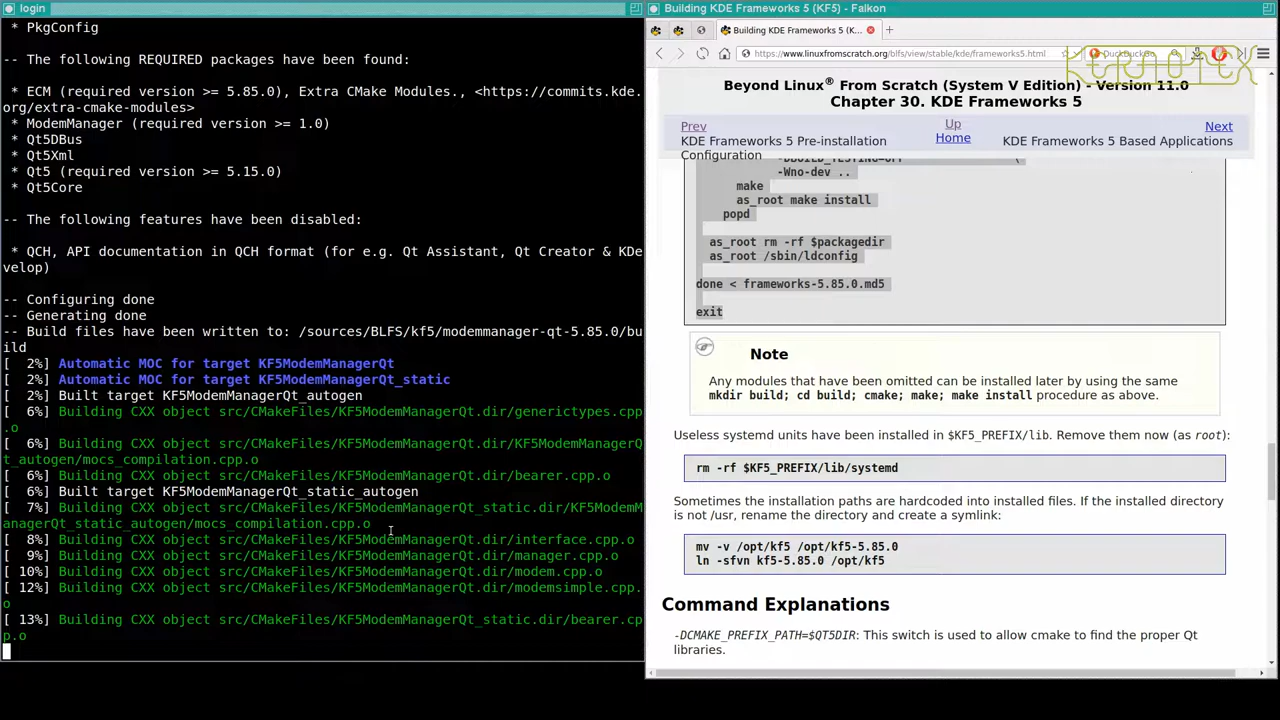 login
* PkgConfig
-- The following REQUIRED packages have been found:
* ECM (required version >= 5.85.0), Extra CMake Modules., <https://commits.kde.
org/extra-cmake-modules>
* ModemManager (required version >= 1.0)
* Qt5DBus
* Qt5Xml
* Qt5 (required version >= 5.15.0)
* Qt5Core
-- The following features have been disabled:
* QCH, API documentation in QCH format (for e.g. Qt Assistant, Qt Creator & KDe
velop)
-- Configuring done
-- Generating done
-- Build files have been written to: /sources/BLFS/kf5/modemmanager-qt-5.85.0/bu
ild
[  2%] Automatic MOC for target KF5ModemManagerQt
[  2%] Automatic MOC for target KF5ModemManagerQt_static
[  2%] Built target KF5ModemManagerQt_autogen
[  6%] Building CXX object src/CMakeFiles/KF5ModemManagerQt.dir/generictypes.cpp
.o
[  6%] Building CXX object src/CMakeFiles/KF5ModemManagerQt.dir/KF5ModemManagerQ
t_autogen/mocs_compilation.cpp.o
[  6%] Building CXX object src/CMakeFiles/KF5ModemManagerQt.dir/bearer.cpp.o
[  6%] Built target KF5ModemManagerQt_static_autogen
[  7%] Building CXX object src/CMakeFiles/KF5ModemManagerQt_static.dir/KF5ModemM
anagerQt_static_autogen/mocs_compilation.cpp.o
[  8%] Building CXX object src/CMakeFiles/KF5ModemManagerQt.dir/interface.cpp.o
[  9%] Building CXX object src/CMakeFiles/KF5ModemManagerQt.dir/manager.cpp.o
[ 10%] Building CXX object src/CMakeFiles/KF5ModemManagerQt.dir/modem.cpp.o
[ 12%] Building CXX object src/CMakeFiles/KF5ModemManagerQt.dir/modemsimple.cpp.
o
[ 13%] Building CXX object src/CMakeFiles/KF5ModemManagerQt_static.dir/bearer.cp
p.o
Building KDE Frameworks 5 (KF5) - Falkon
Building KDE Frameworks 5 (K...
https://www.linuxfromscratch.org/blfs/view/stable/kde/frameworks5.html
DuckDuckGo
KERNOTEX
Beyond Linux® From Scratch (System V Edition) - Version 11.0
Chapter 30. KDE Frameworks 5
Prev
Up
Next
KDE Frameworks 5 Pre-installation
Configuration
Home
KDE Frameworks 5 Based Applications
-DBUILD_TESTING=OFF \
-Wno-dev ..
make
as_root make install
popd
as_root rm -rf $packagedir
as_root /sbin/ldconfig
done < frameworks-5.85.0.md5
exit
Note
Any modules that have been omitted can be installed later by using the same
mkdir build; cd build; cmake; make; make install procedure as above.
Useless systemd units have been installed in $KF5_PREFIX/lib. Remove them now (as root):
rm -rf $KF5_PREFIX/lib/systemd
Sometimes the installation paths are hardcoded into installed files. If the installed directory
is not /usr, rename the directory and create a symlink:
mv -v /opt/kf5 /opt/kf5-5.85.0
ln -sfvn kf5-5.85.0 /opt/kf5
Command Explanations
-DCMAKE_PREFIX_PATH=$QT5DIR: This switch is used to allow cmake to find the proper Qt
libraries.